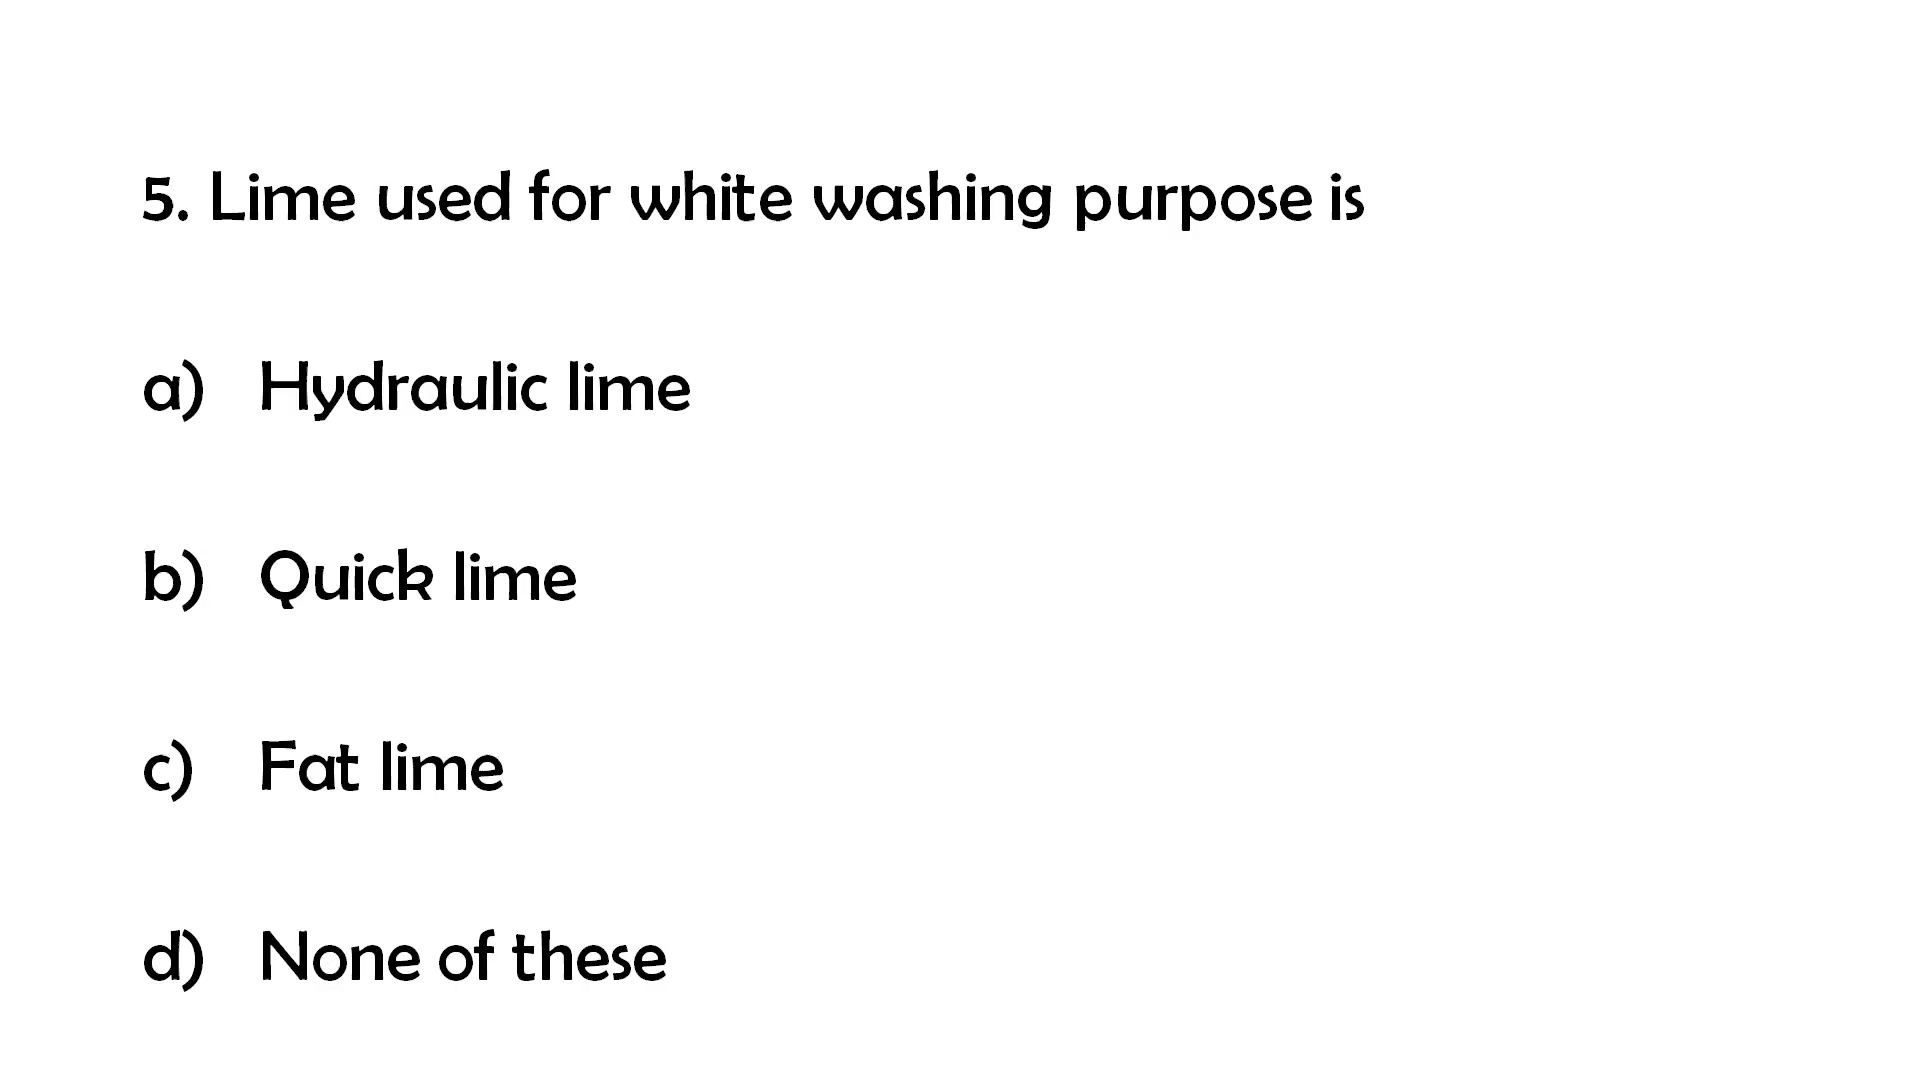 5. Lime used for white washing purpose is
a) Hydraulic lime
b) Quick lime
c) Fat lime
d) None of these